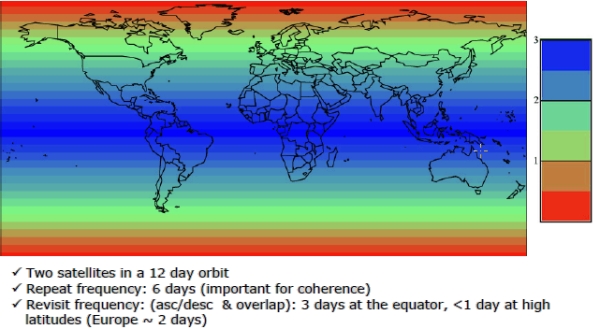 3
2
1
✓ Two satellites in a 12 day orbit
✓ Repeat frequency: 6 days (important for coherence)
✓ Revisit frequency: (asc/desc & overlap): 3 days at the equator, <1 day at high
latitudes (Europe ~ 2 days)